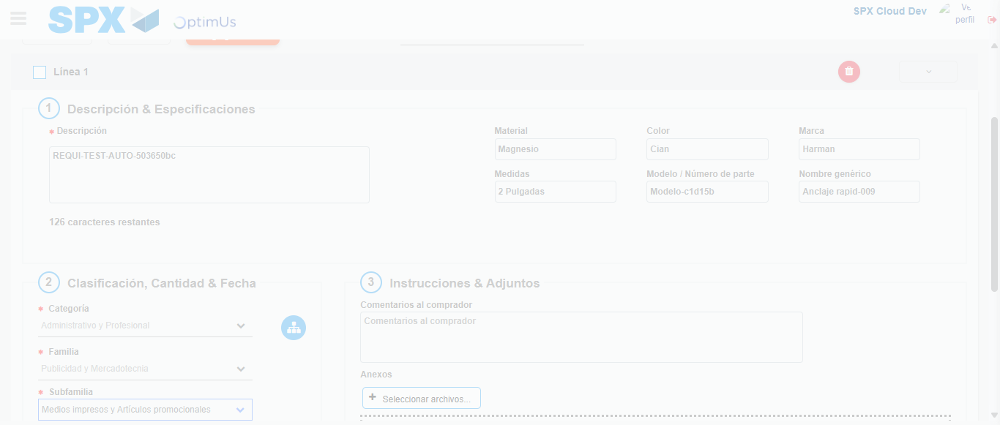 SPX
OptimUs
SPX Cloud Dev
Ve
perfil
Línea 1
1 Descripción & Especificaciones
* Descripción
REQUI-TEST-AUTO-503650bc
126 caracteres restantes
Material
Magnesio
Color
Cian
Marca
Harman
Medidas
2 Pulgadas
Modelo / Número de parte
Modelo-c1d15b
Nombre genérico
Anclaje rapid-009
2 Clasificación, Cantidad & Fecha
* Categoría
Administrativo y Profesional
* Familia
Publicidad y Mercadotecnia
* Subfamilia
Medios impresos y Artículos promocionales
3 Instrucciones & Adjuntos
Comentarios al comprador
Comentarios al comprador
Anexos
+ Seleccionar archivos...